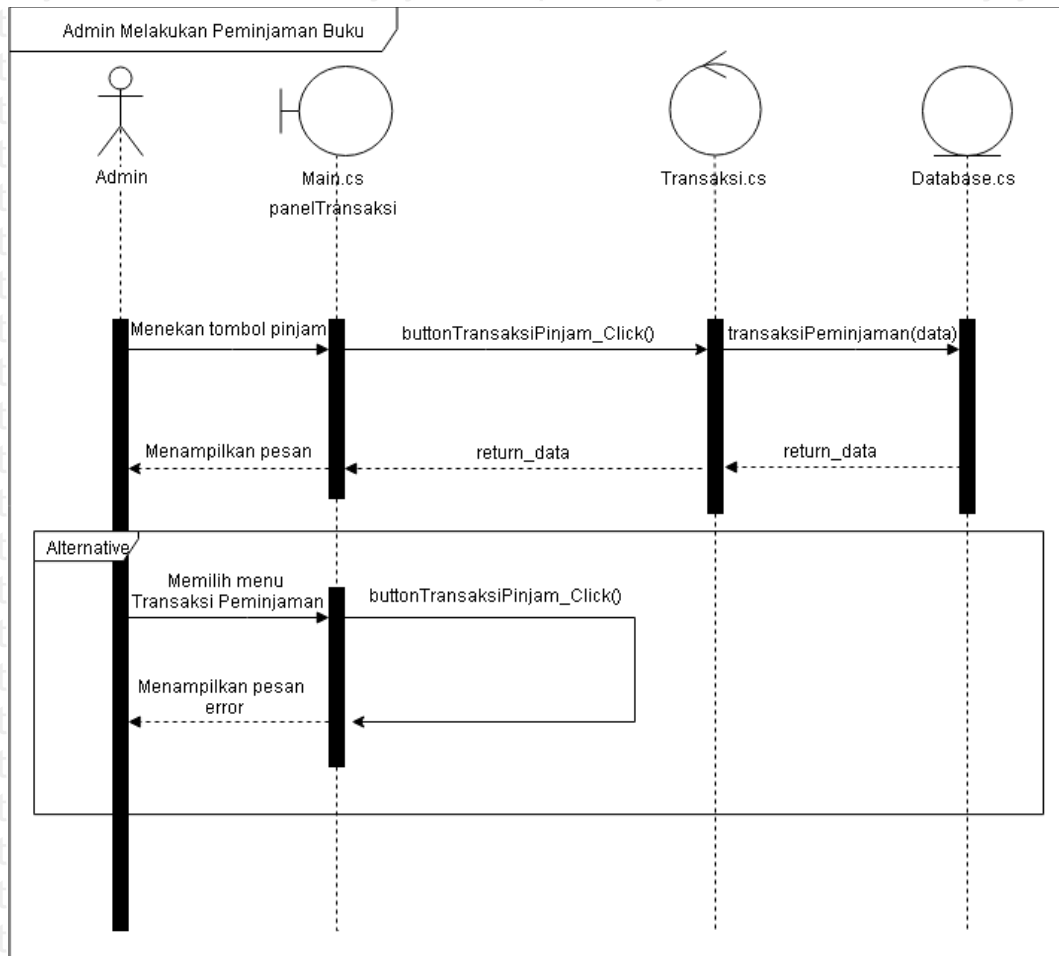 Admin Melakukan Peminjaman Buku
Admin
Main.cs
panelTransaksi
Transaksi.cs
Database.cs
Menekan tombol pinjam
buttonTransaksiPinjam_Click()
transaksiPeminjaman(data)
Menampilkan pesan
return_data
return_data
Alternative
Memilih menu
Transaksi Peminjaman
buttonTransaksiPinjam_Click()
Menampilkan pesan
error